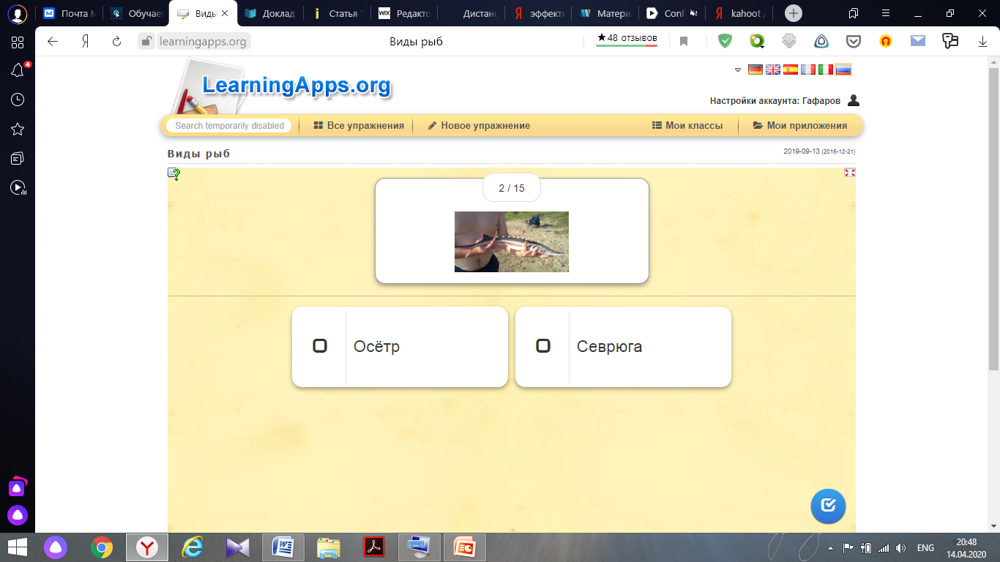 Почта М
Обучае
Виды
Доклад
Статья "
WIX Редакто
Дистанц
Я эффекти
Матери
Conf
Я kahoot
Я learningapps.org
Виды рыб
★48 отзывов
4
LearningApps.org
Настройки аккаунта: Гафаров
Search temporarily disabled
Все упражнения
Новое упражнение
Мои классы
Мои приложения
Виды рыб
2019-09-13 (2016-12-21)
2 / 15
Осётр
Севрюга
ENG
20:48
14.04.2020